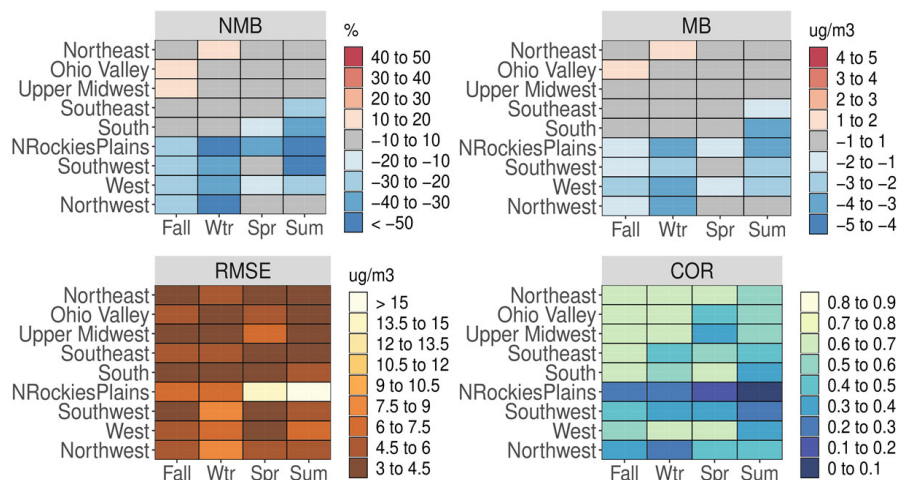 NMB
%
Northeast
Ohio Valley
Upper Midwest
Southeast
South
NRockiesPlains
Southwest
West
Northwest
Fall Wtr Spr Sum
40 to 50
30 to 40
20 to 30
10 to 20
−10 to 10
−20 to −10
−30 to −20
−40 to −30
< −50
MB
ug/m3
Northeast
Ohio Valley
Upper Midwest
Southeast
South
NRockiesPlains
Southwest
West
Northwest
Fall Wtr Spr Sum
4 to 5
3 to 4
2 to 3
1 to 2
−1 to 1
−2 to −1
−3 to −2
−4 to −3
−5 to −4
RMSE
ug/m3
Northeast
Ohio Valley
Upper Midwest
Southeast
South
NRockiesPlains
Southwest
West
Northwest
Fall Wtr Spr Sum
> 15
13.5 to 15
12 to 13.5
10.5 to 12
9 to 10.5
7.5 to 9
6 to 7.5
4.5 to 6
3 to 4.5
COR
Northeast
Ohio Valley
Upper Midwest
Southeast
South
NRockiesPlains
Southwest
West
Northwest
Fall Wtr Spr Sum
0.8 to 0.9
0.7 to 0.8
0.6 to 0.7
0.5 to 0.6
0.4 to 0.5
0.3 to 0.4
0.2 to 0.3
0.1 to 0.2
0 to 0.1